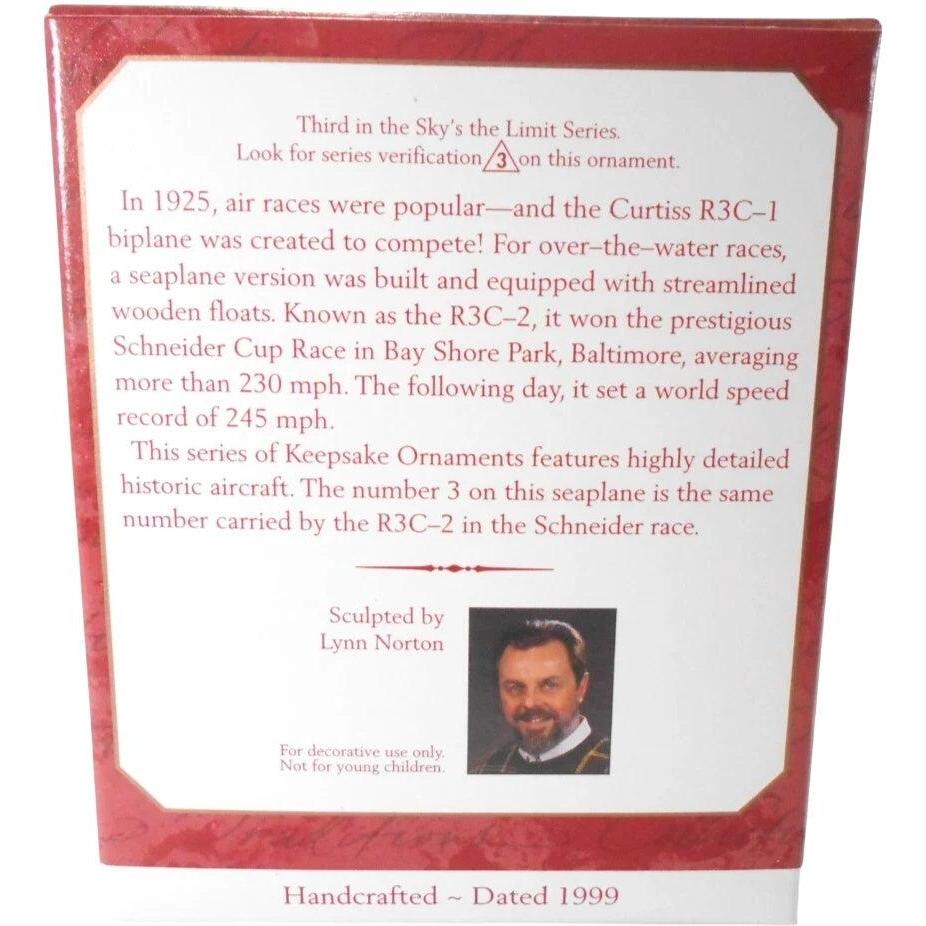 Third in the Sky's the Limit Series.
Look for series verification 3 on this ornament.
In 1925, air races were popular—and the Curtiss R3C–1
biplane was created to compete! For over–the–water races,
a seaplane version was built and equipped with streamlined
wooden floats. Known as the R3C–2, it won the prestigious
Schneider Cup Race in Bay Shore Park, Baltimore, averaging
more than 230 mph. The following day, it set a world speed
record of 245 mph.
This series of Keepsake Ornaments features highly detailed
historic aircraft. The number 3 on this seaplane is the same
number carried by the R3C–2 in the Schneider race.
Sculpted by
Lynn Norton
For decorative use only.
Not for young children.
Traditions
Handcrafted ~ Dated 1999